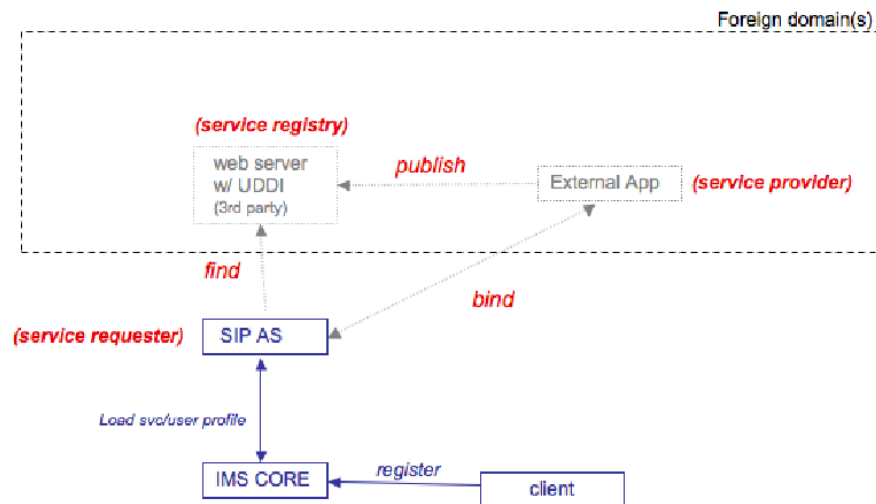 Foreign domain(s)
(service registry)
web server
w/ UDDI
(3rd party)
publish
External App
(service provider)
find
bind
(service requester)
SIP AS
Load svc/user profile
IMS CORE
register
client